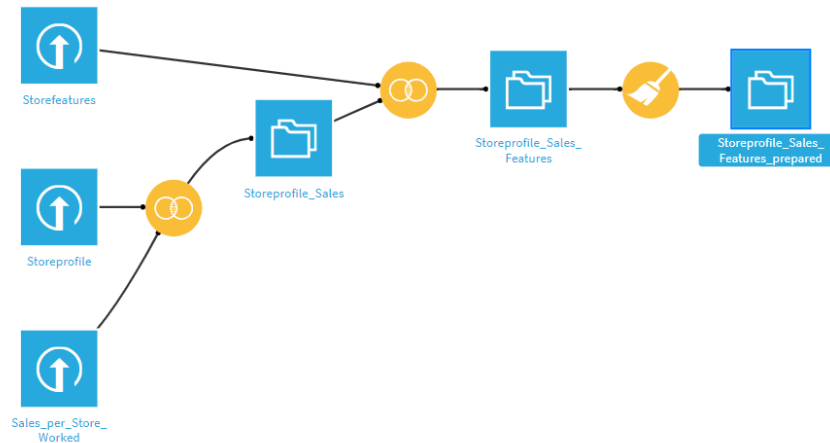 Storefeatures
Storeprofile_Sales
Storeprofile_Sales_
Features
Storeprofile_Sales_
Features_prepared
Storeprofile
Sales_per_Store_
Worked